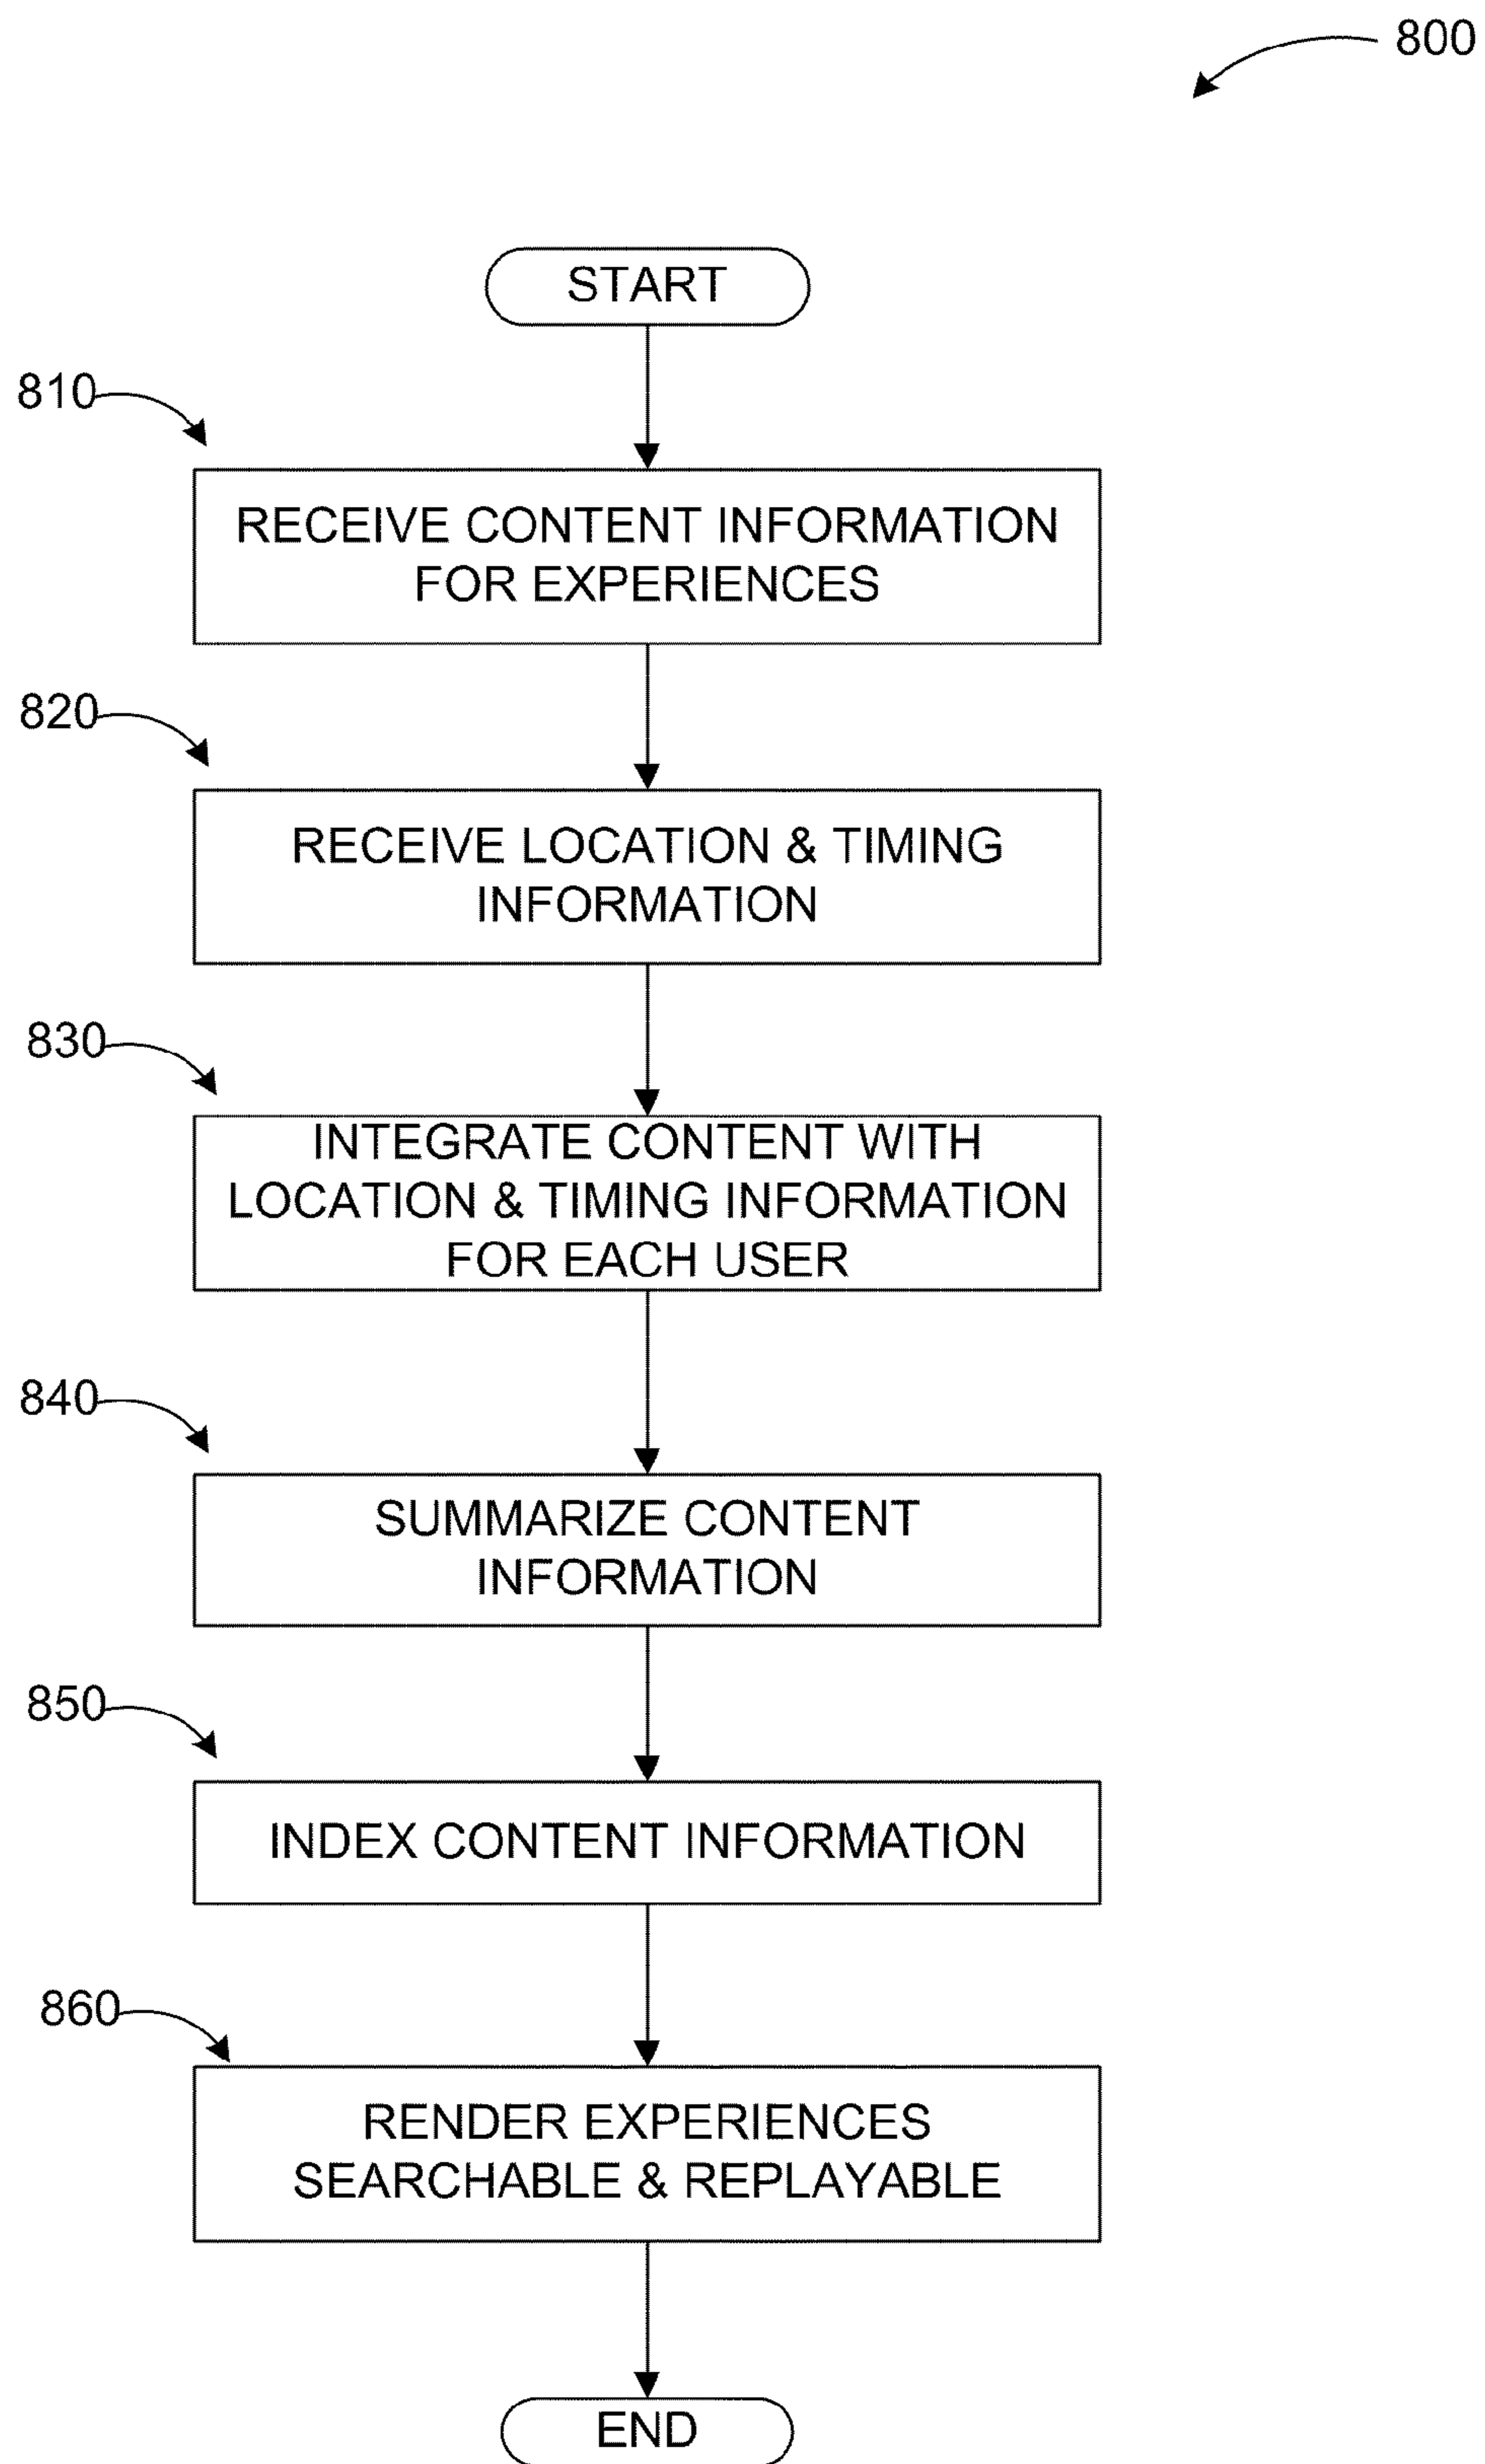 800
START
810
RECEIVE CONTENT INFORMATION
FOR EXPERIENCES
820
RECEIVE LOCATION & TIMING
INFORMATION
830
INTEGRATE CONTENT WITH
LOCATION & TIMING INFORMATION
FOR EACH USER
840
SUMMARIZE CONTENT
INFORMATION
850
INDEX CONTENT INFORMATION
860
RENDER EXPERIENCES
SEARCHABLE & REPLAYABLE
END